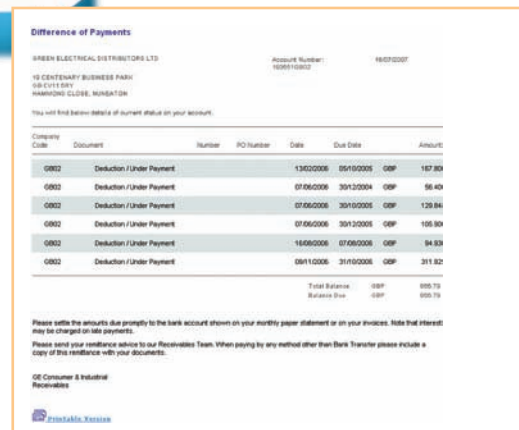 Difference of Payments
GREEN ELECTRICAL DISTRIBUTORS LTD
Account Number: 16/07/2007
10 CENTENARY BUSINESS PARK
HAMMOND CLOSE, NUNEATON
You will find below details of current status on your account.
Company
Code Document Number PO Number Date Due Date Amount
GB02 Deduction / Under Payment 13/02/2006 05/10/2005 GBP
GB02 Deduction / Under Payment 07/06/2006 30/12/2004 GBP
GB02 Deduction / Under Payment 07/06/2006 30/10/2005 GBP
GB02 Deduction / Under Payment 07/06/2006 30/12/2005 GBP
GB02 Deduction / Under Payment 16/08/2006 07/08/2006 GBP
GB02 Deduction / Under Payment 09/11/2006 31/10/2006 GBP
Total Balance GBP
Balance Due GBP
Please settle the amounts due promptly to the bank account shown on your monthly paper statement or on your invoices. Note that interest
may be charged on late payments.
Please send your remittance advice to our Receivables Team. When paying by any method other than Bank Transfer please include a
copy of this remittance with your documents.
GE Consumer & Industrial
Receivables
Printable Version